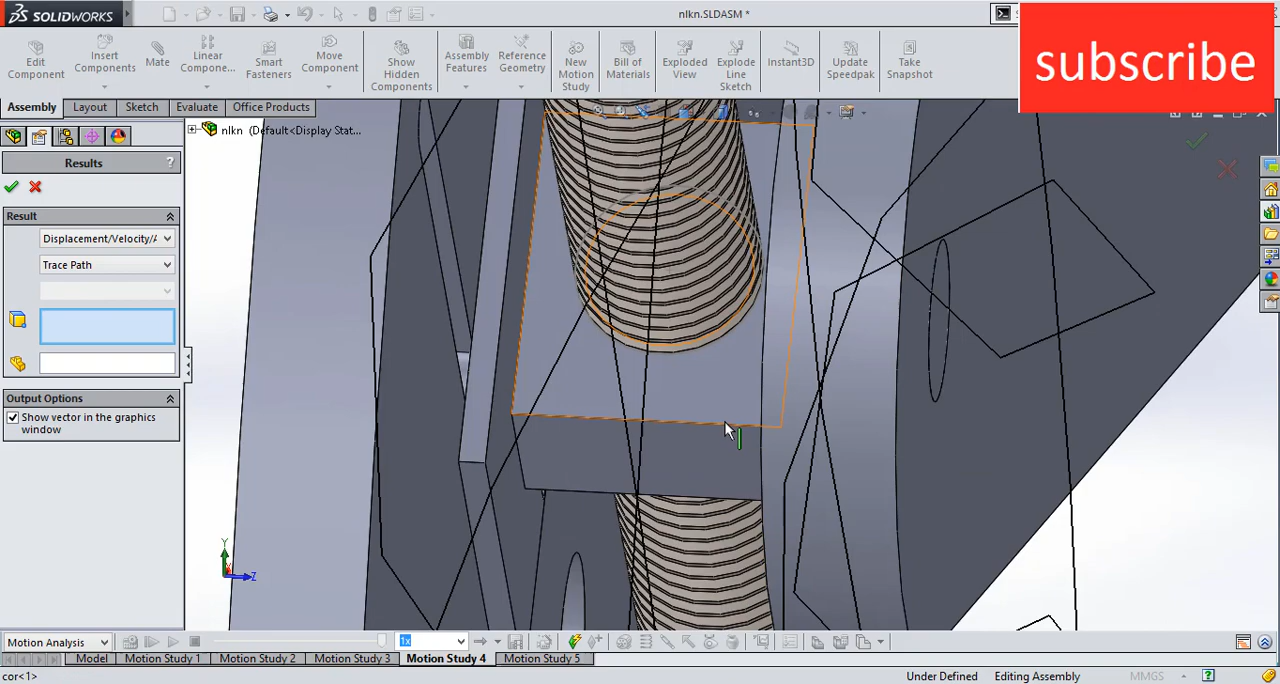 SOLIDWORKS
nlkn.SLDASM *
subscribe
Edit Component
Insert Components
Mate
Linear Compone...
Smart Fasteners
Move Component
Show Hidden Components
Assembly Features
Reference Geometry
New Motion Study
Bill of Materials
Exploded View
Explode Line Sketch
Instant3D
Update Speedpak
Take Snapshot
Assembly
Layout
Sketch
Evaluate
Office Products
nlkn (Default<Display Stat...
Results
?
Result
Displacement/Velocity/A
Trace Path
Output Options
Show vector in the graphics
window
Y
Z
Motion Analysis
1x
Model
Motion Study 1
Motion Study 2
Motion Study 3
Motion Study 4
Motion Study 5
cor<1>
Under Defined
Editing Assembly
MMGS
?